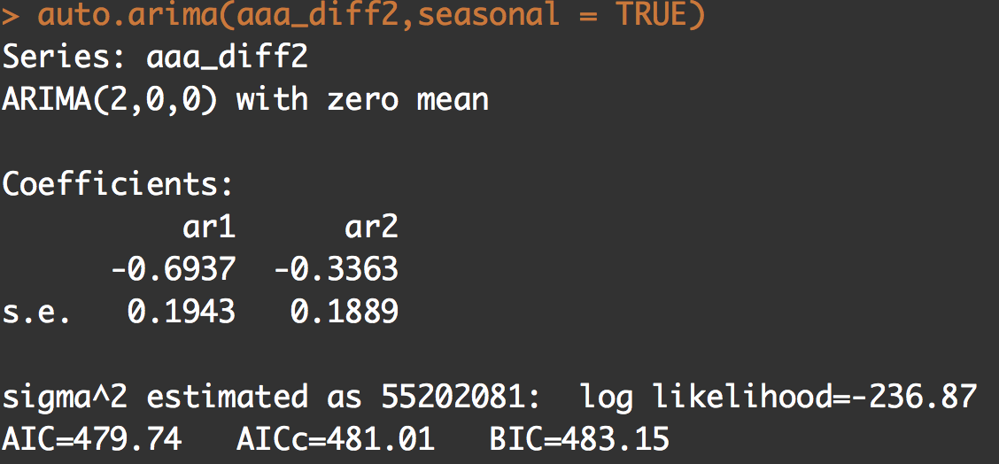 > auto.arima(aaa_diff2,seasonal = TRUE)
Series: aaa_diff2
ARIMA(2,0,0) with zero mean
Coefficients:
ar1 ar2
-0.6937 -0.3363
s.e. 0.1943 0.1889
sigma^2 estimated as 55202081: log likelihood=-236.87
AIC=479.74 AICc=481.01 BIC=483.15